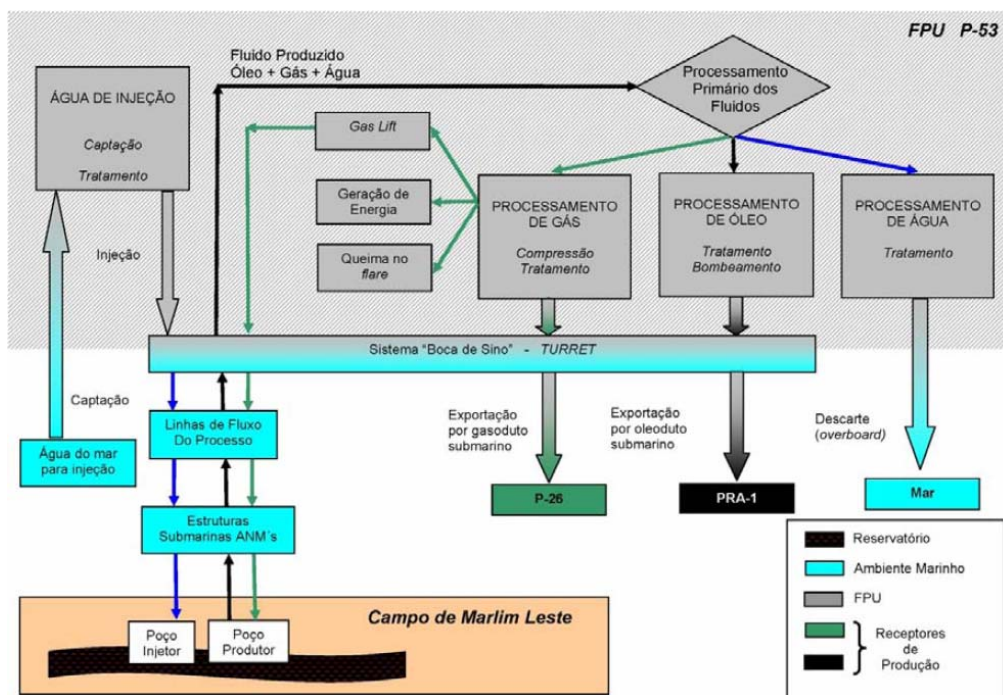 FPU P-53
Fluido Produzido
Óleo + Gás + Água
Processamento
Primário dos
Fluidos
ÁGUA DE INJEÇÃO
Captação
Tratamento
Gas Lift
Geração de
Energia
Queima no
flare
PROCESSAMENTO
DE GÁS
Compressão
Tratamento
PROCESSAMENTO
DE ÓLEO
Tratamento
Bombeamento
PROCESSAMENTO
DE ÁGUA
Tratamento
Injeção
Sistema "Boca de Sino" - TURRET
Captação
Água do mar
para injeção
Linhas de Fluxo
Do Processo
Exportação
por gasoduto
submarino
Exportação
por oleoduto
submarino
Descarte
(overboard)
P-26
PRA-1
Mar
Estruturas
Submarinas ANM´s
Campo de Marlim Leste
Poço
Injetor
Poço
Produtor
Reservatório
Ambiente Marinho
FPU
Receptores
de
Produção